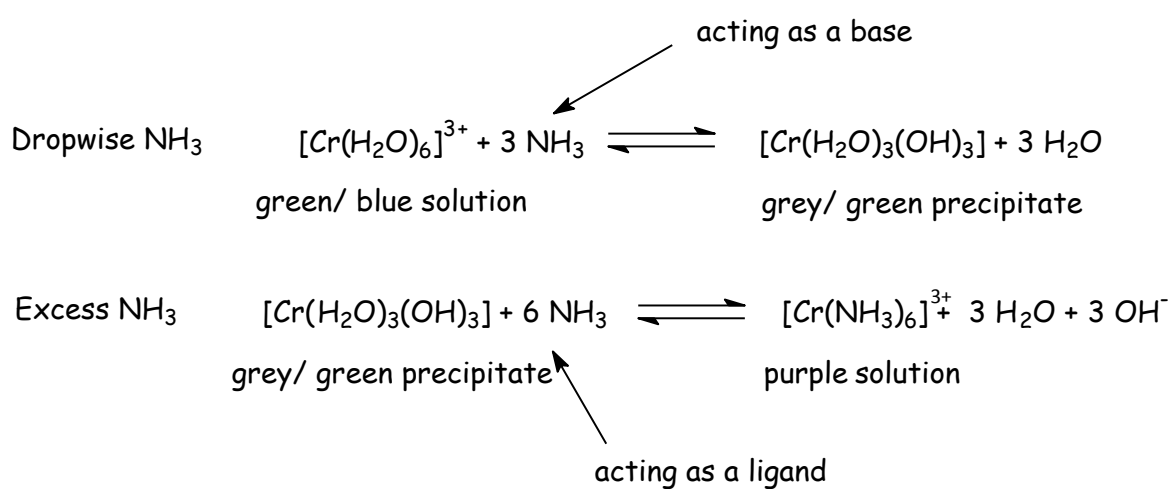 acting as a base
Dropwise NH₃ [Cr(H₂O)₆]³⁺ + 3 NH₃ ⇌ [Cr(H₂O)₃(OH)₃] + 3 H₂O
green/ blue solution grey/ green precipitate
Excess NH₃ [Cr(H₂O)₃(OH)₃] + 6 NH₃ ⇌ [Cr(NH₃)₆]³⁺ + 3 H₂O + 3 OH⁻
grey/ green precipitate purple solution
acting as a ligand